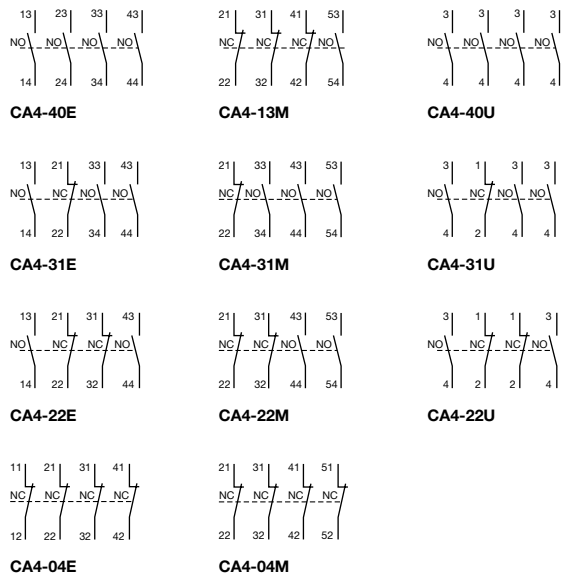 13 23 33 43
NO NO NO NO
14 24 34 44
CA4-40E
21 31 41 53
NC NC NC NO
22 32 42 54
CA4-13M
3 3 3 3
NO NO NO NO
4 4 4 4
CA4-40U
13 21 33 43
NO NC NO NO
14 22 34 44
CA4-31E
21 33 43 53
NC NO NO NO
22 34 44 54
CA4-31M
3 1 3 3
NO NC NO NO
4 2 4 4
CA4-31U
13 21 31 43
NO NC NC NO
14 22 32 44
CA4-22E
21 31 43 53
NC NC NO NO
22 32 44 54
CA4-22M
3 1 1 3
NO NC NC NO
4 2 2 4
CA4-22U
11 21 31 41
NC NC NC NC
12 22 32 42
CA4-04E
21 31 41 51
NC NC NC NC
22 32 42 52
CA4-04M